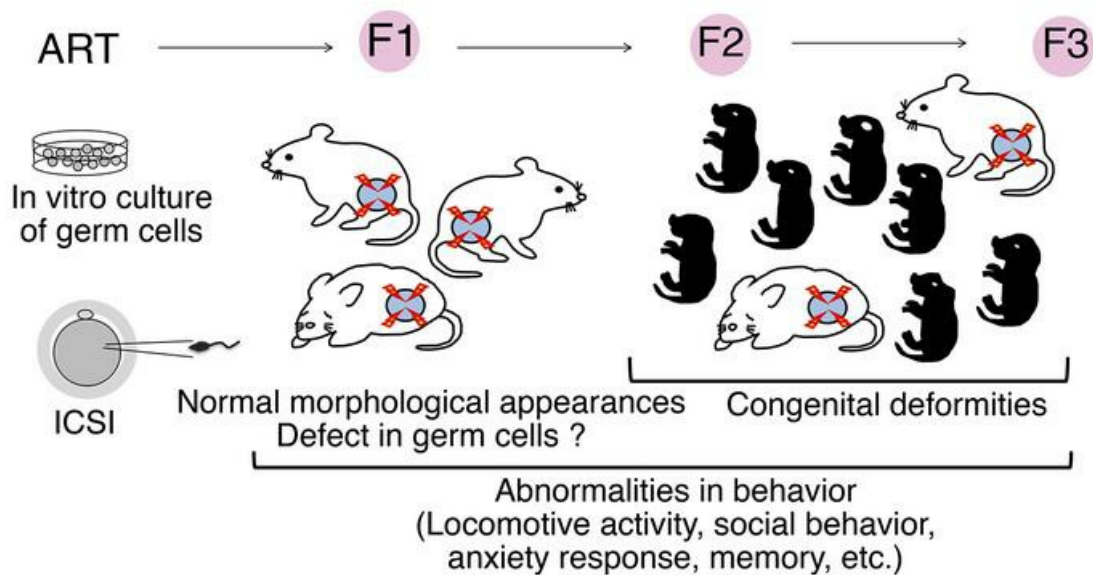 ART
F1
F2
F3
In vitro culture
of germ cells
ICSI
Normal morphological appearances
Defect in germ cells ?
Congenital deformities
Abnormalities in behavior
(Locomotive activity, social behavior,
anxiety response, memory, etc.)